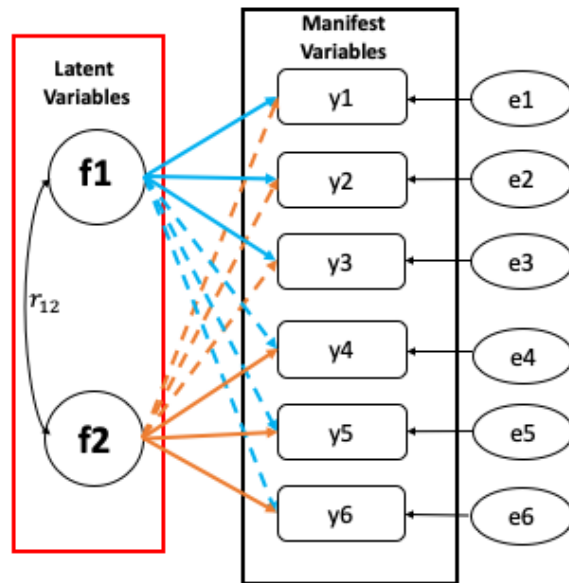 Manifest
Variables
Latent
Variables
f1
f2
r12
y1
y2
y3
y4
y5
y6
e1
e2
e3
e4
e5
e6